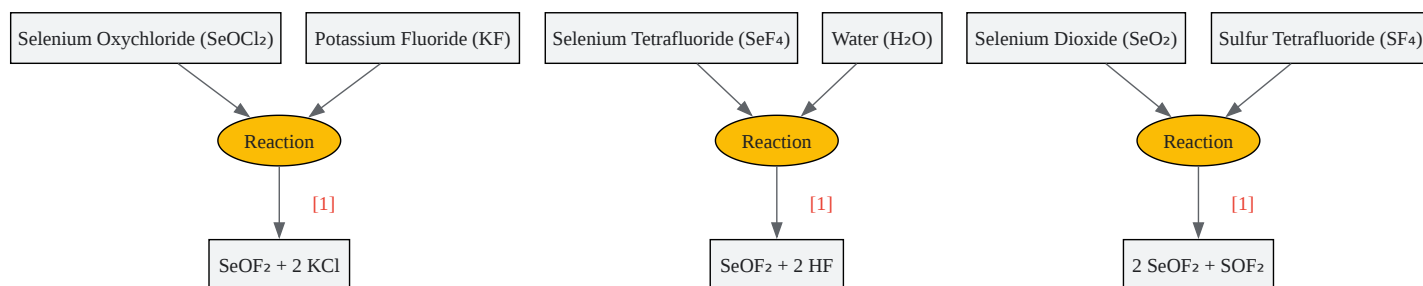 Selenium Oxychloride (SeOCl₂)
Potassium Fluoride (KF)
Reaction
[1]
SeOF₂ + 2 KCl
Selenium Tetrafluoride (SeF₄)
Water (H₂O)
Reaction
[1]
SeOF₂ + 2 HF
Selenium Dioxide (SeO₂)
Sulfur Tetrafluoride (SF₄)
Reaction
[1]
2 SeOF₂ + SOF₂